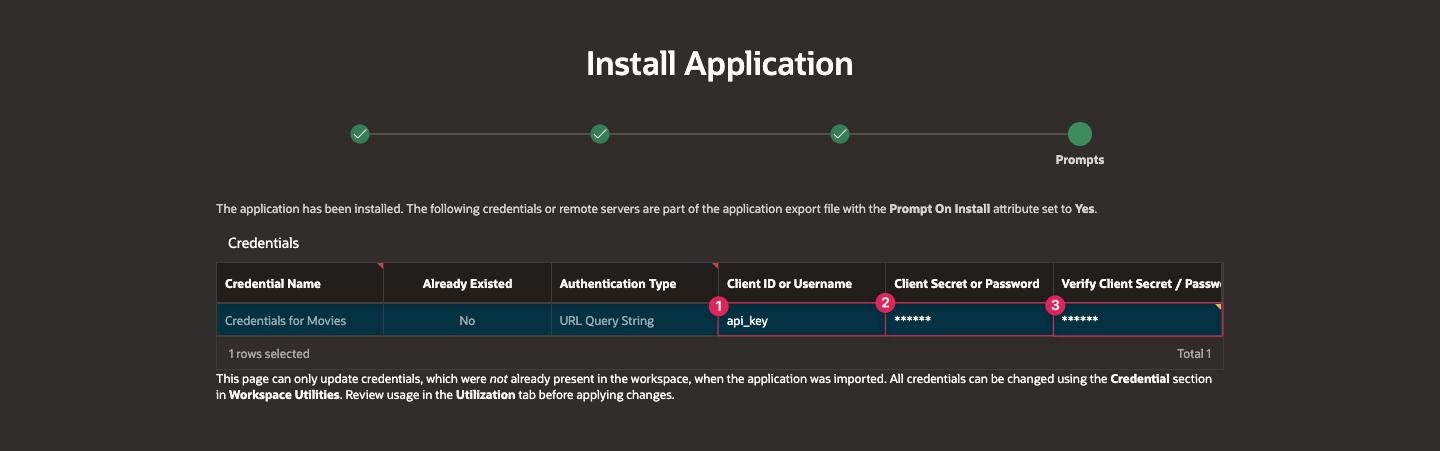 Install Application
Prompts
The application has been installed. The following credentials or remote servers are part of the application export file with the Prompt On Install attribute set to Yes.
Credentials
Credential Name Already Existed Authentication Type Client ID or Username Client Secret or Password Verify Client Secret / Passw
1 2 3
Credentials for Movies No URL Query String api_key ****** ******
1 rows selected Total 1
This page can only update credentials, which were not already present in the workspace, when the application was imported. All credentials can be changed using the Credential section
in Workspace Utilities. Review usage in the Utilization tab before applying changes.